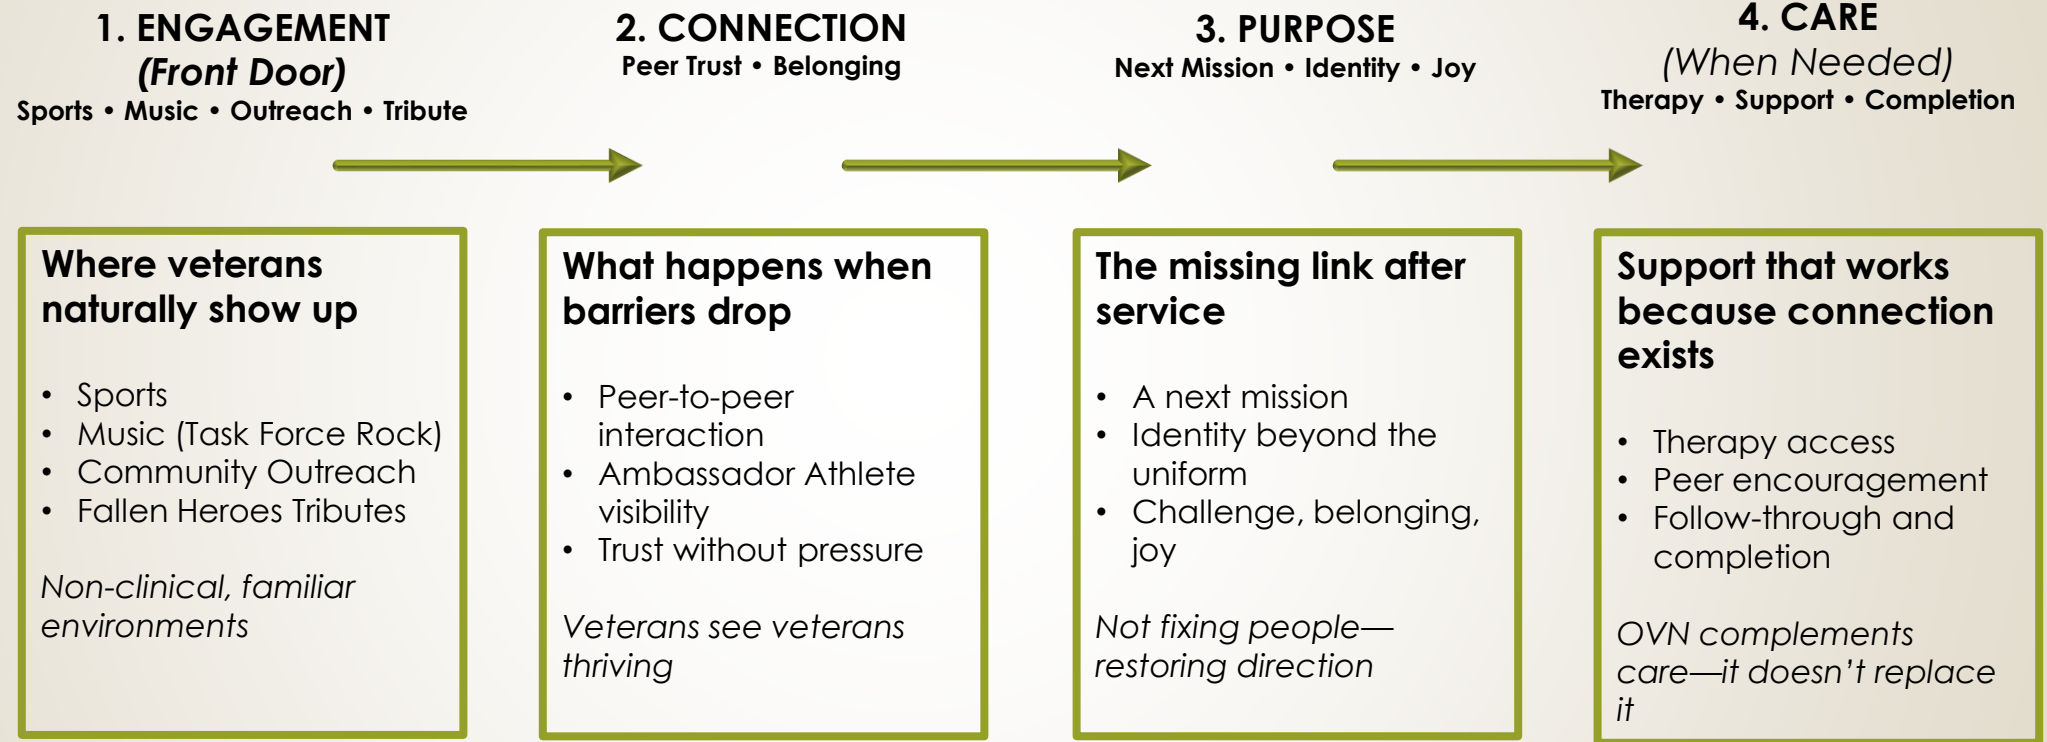 1. ENGAGEMENT
(Front Door)
Sports • Music • Outreach • Tribute
2. CONNECTION
Peer Trust • Belonging
3. PURPOSE
Next Mission • Identity • Joy
4. CARE
(When Needed)
Therapy • Support • Completion
Where veterans
naturally show up
• Sports
• Music (Task Force Rock)
• Community Outreach
• Fallen Heroes Tributes
Non-clinical, familiar
environments
What happens when
barriers drop
• Peer-to-peer
interaction
• Ambassador Athlete
visibility
• Trust without pressure
Veterans see veterans
thriving
The missing link after
service
• A next mission
• Identity beyond the
uniform
• Challenge, belonging,
joy
Not fixing people—
restoring direction
Support that works
because connection
exists
• Therapy access
• Peer encouragement
• Follow-through and
completion
OVN complements
care—it doesn’t replace
it